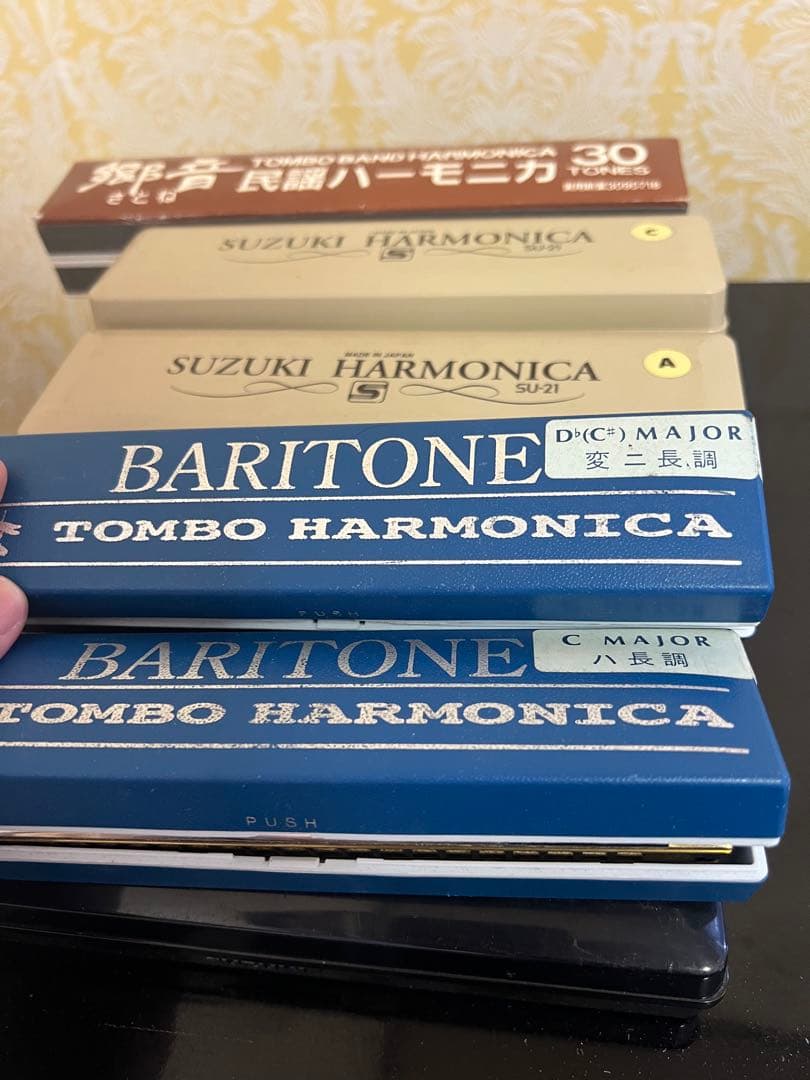 TOMBO BAND HARMONICA
郷音
さとね
民謡ハーモニカ
30
TONES
SUZUKI HARMONICA
SU-21
C
S
MADE IN JAPAN
SUZUKI HARMONICA
SU-21
A
S
BARITONE
D♭(C♯) MAJOR
変ニ長調
TOMBO HARMONICA
PUSH
BARITONE
C MAJOR
ハ長調
TOMBO HARMONICA
PUSH